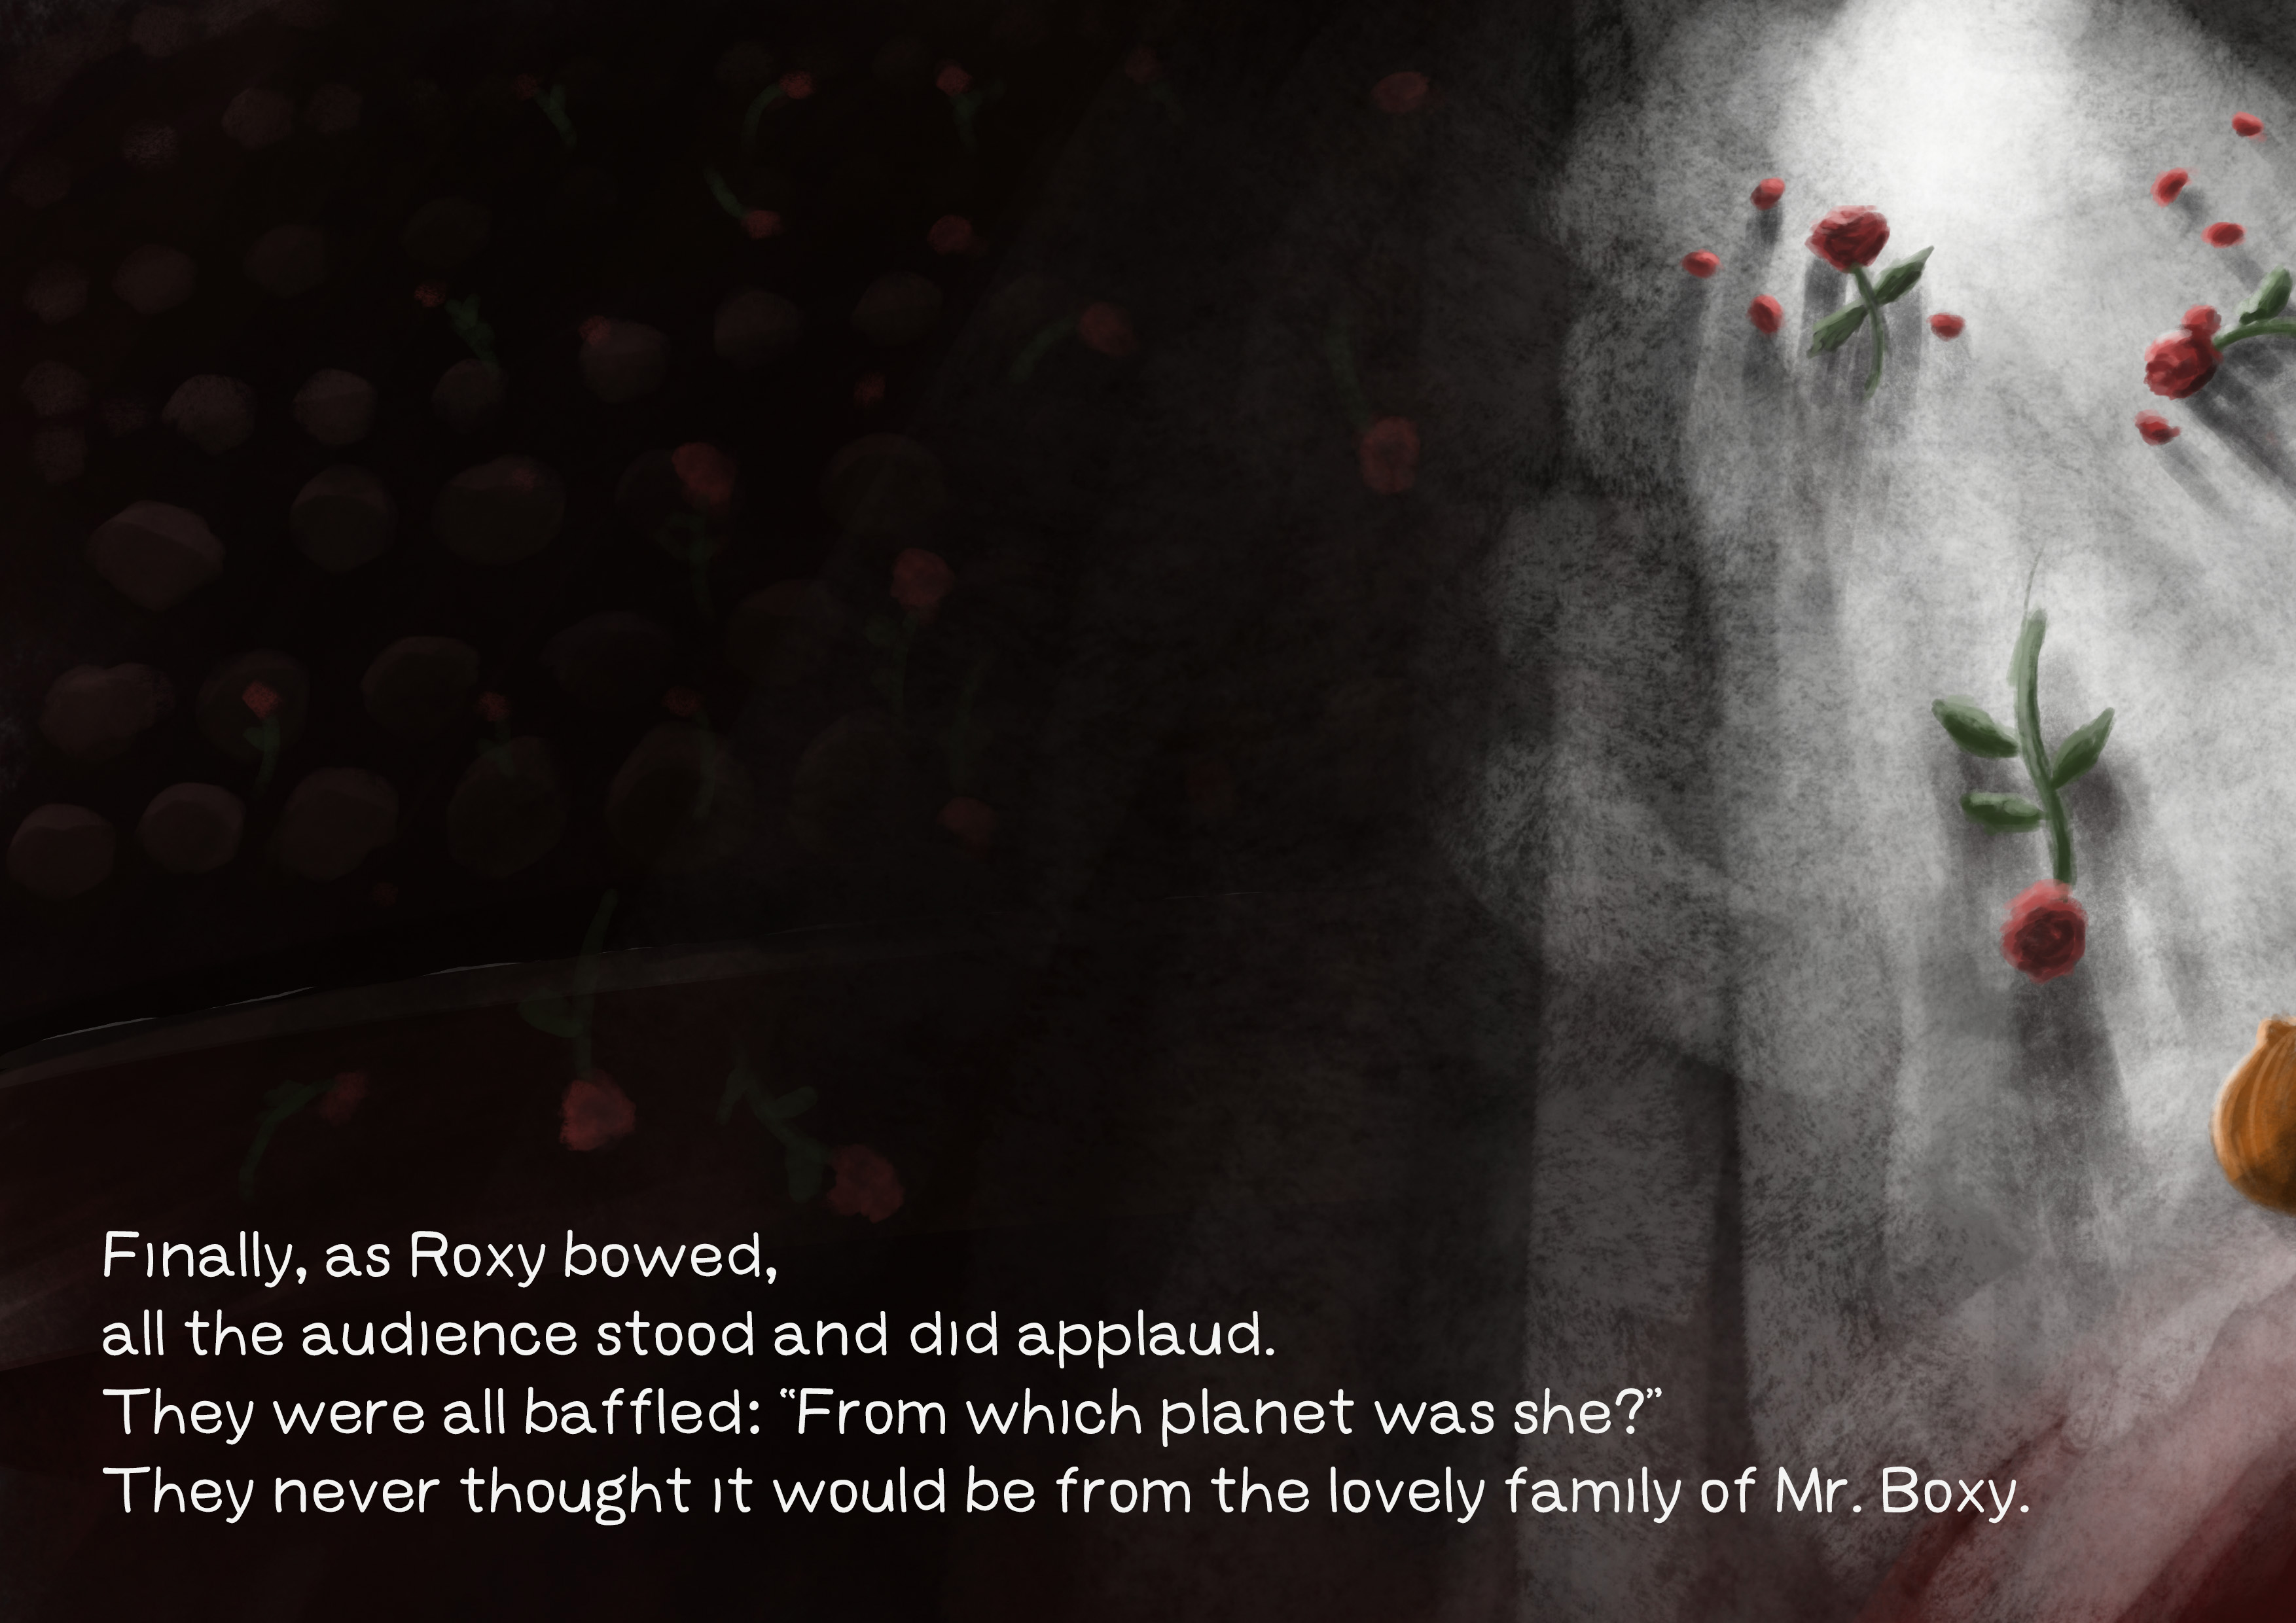 Finally, as Roxy bowed,
all the audience stood and did applaud.
They were all baffled: “From which planet was she?”
They never thought it would be from the lovely family of Mr. Boxy.